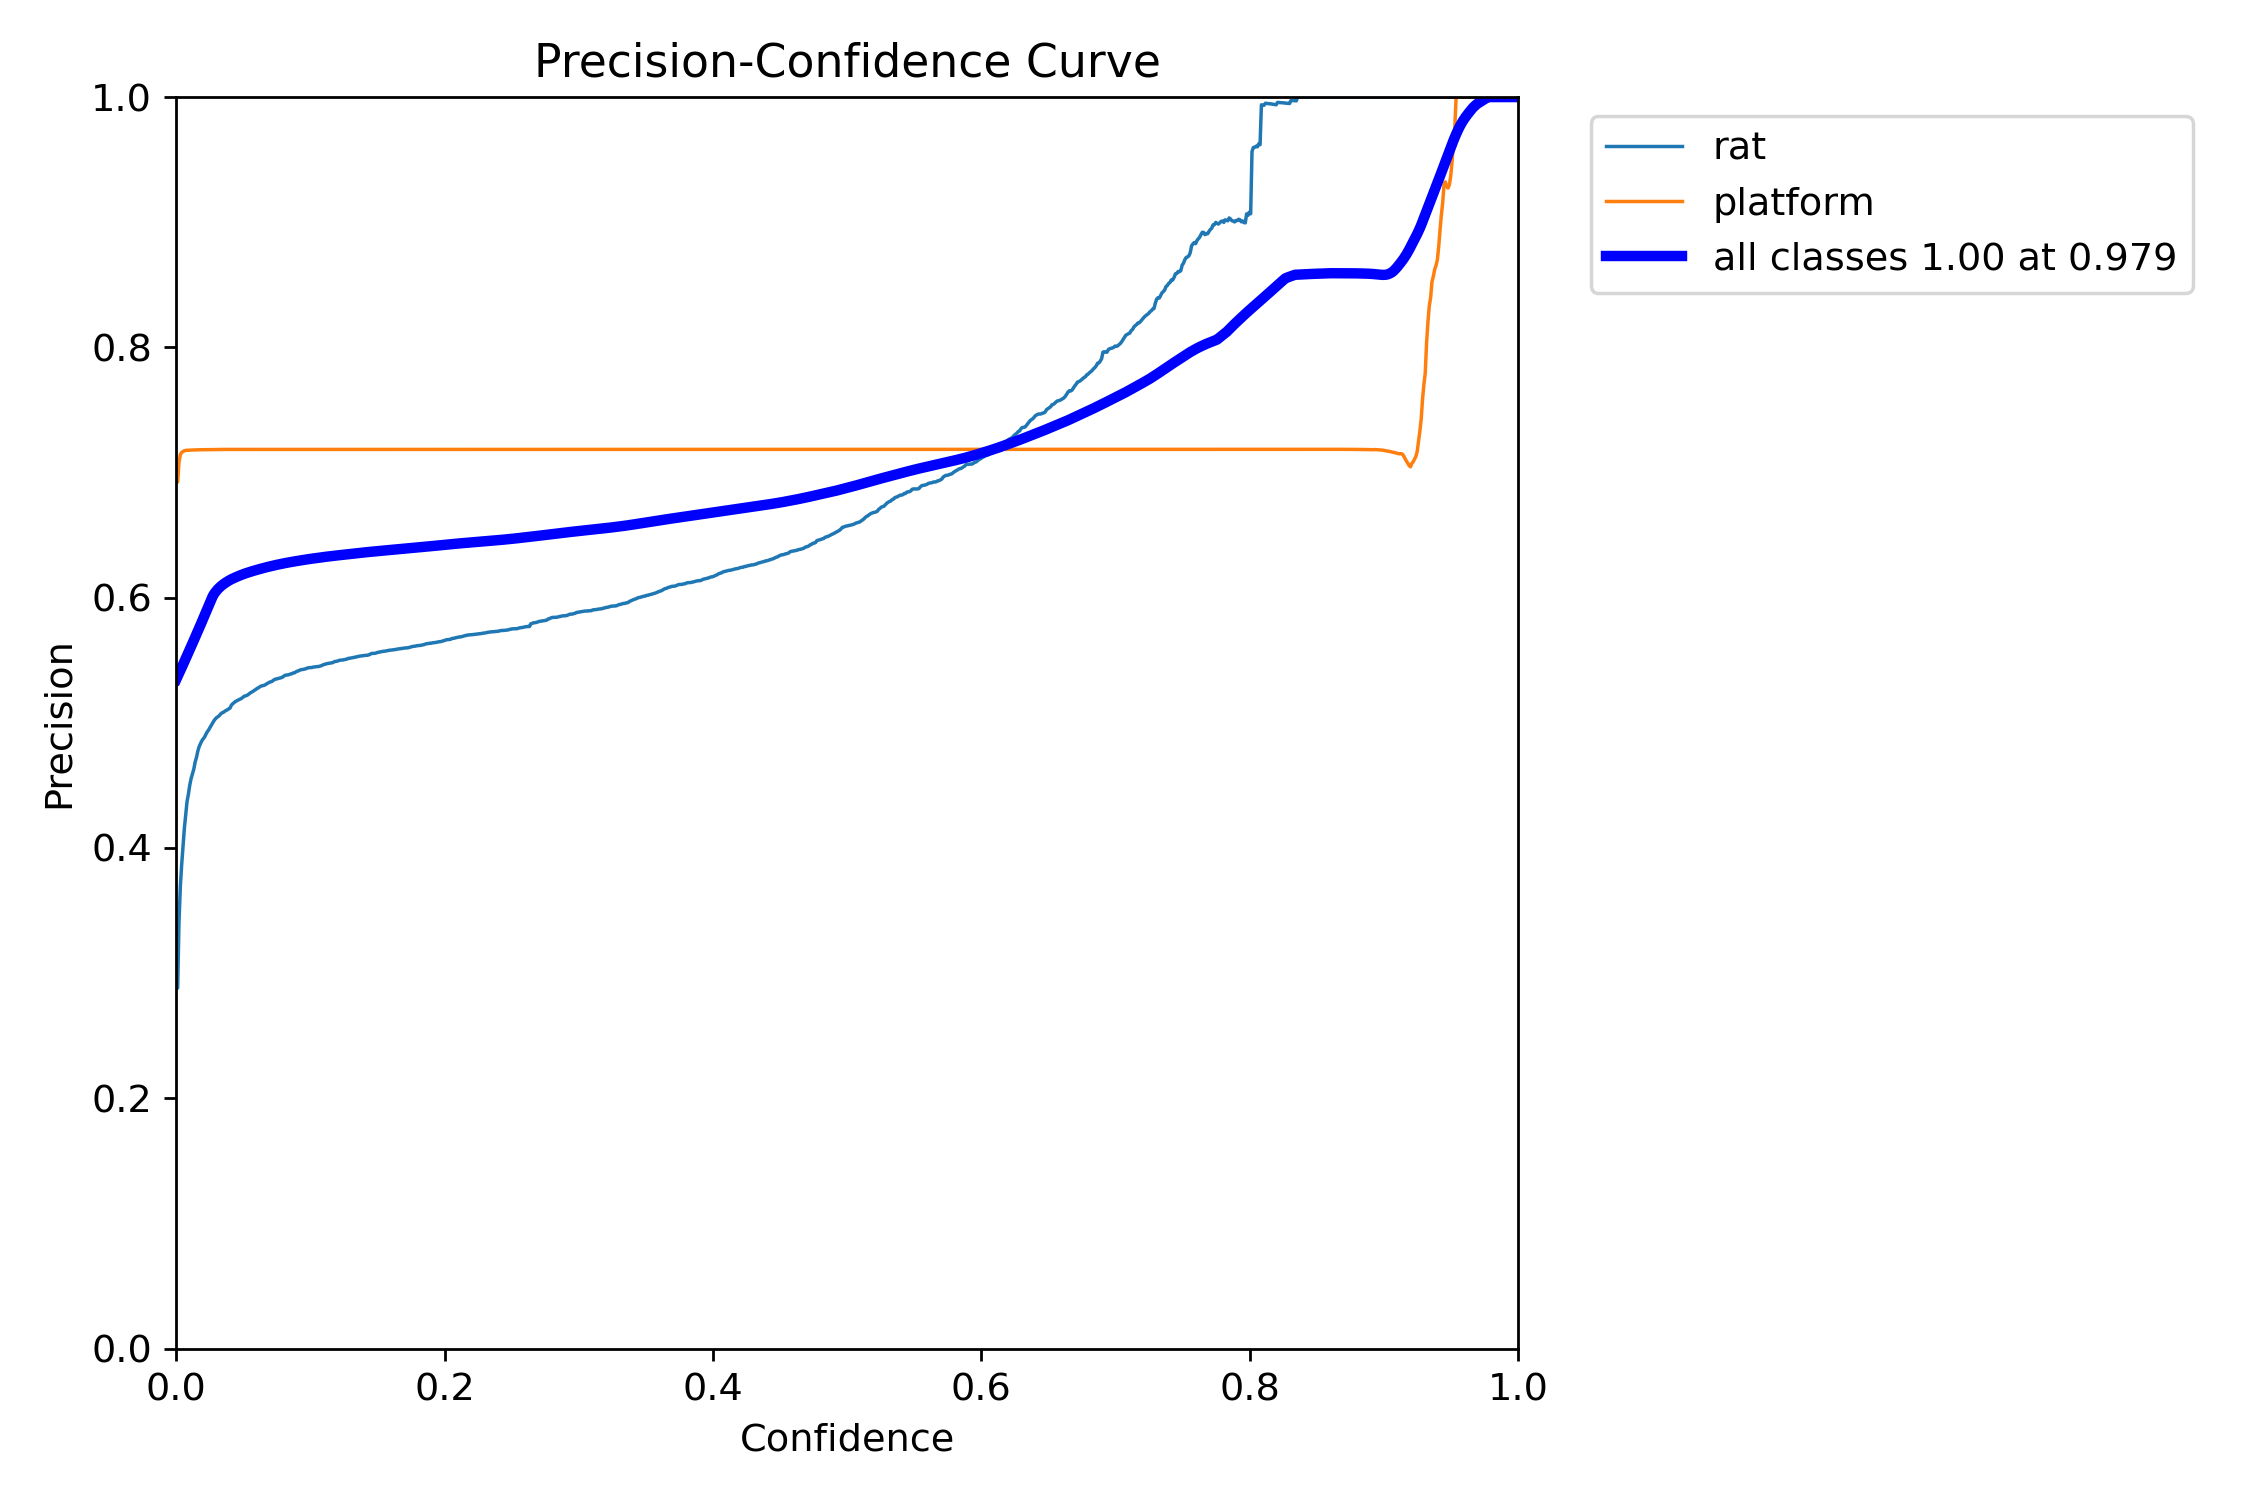 Precision-Confidence Curve
1.0
0.8
0.6
0.4
0.2
0.0
Precision
0.0 0.2 0.4 0.6 0.8 1.0
Confidence
rat
platform
all classes 1.00 at 0.979